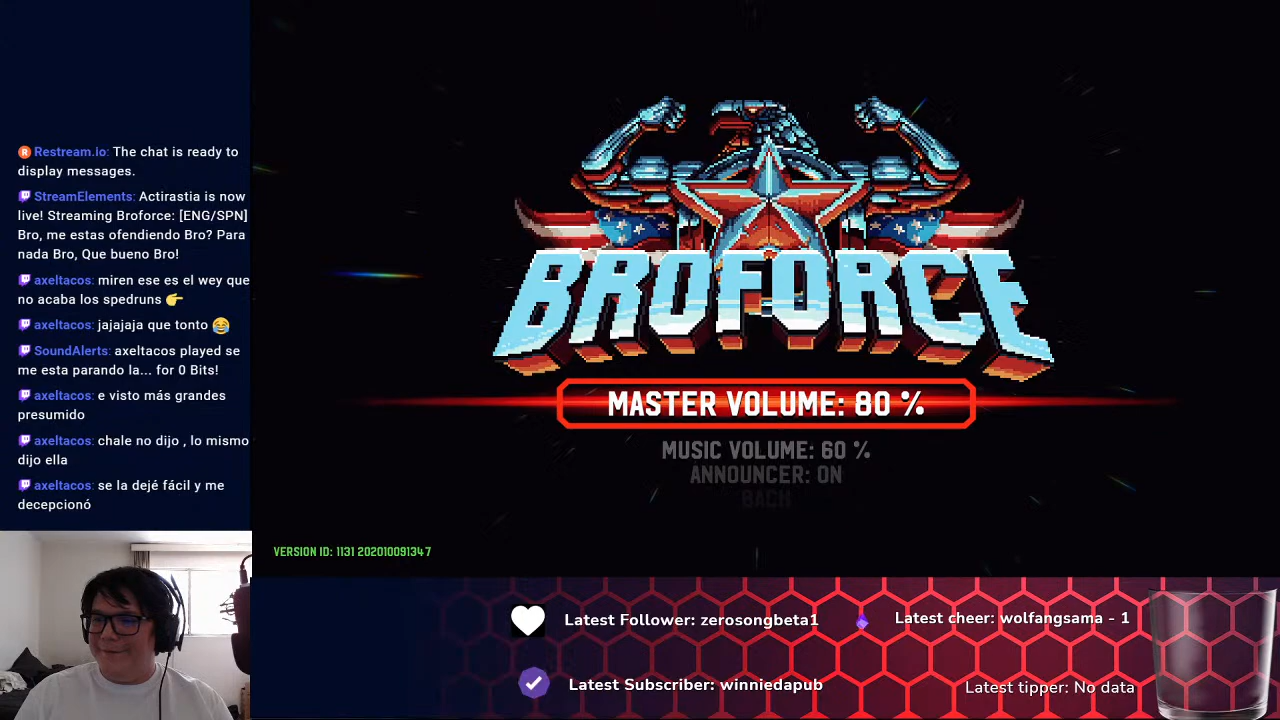 Restream.io: The chat is ready to
display messages.
StreamElements: Actirastia is now
live! Streaming Broforce: [ENG/SPN]
Bro, me estas ofendiendo Bro? Para
nada Bro, Que bueno Bro!
axeltacos: miren ese es el wey que
no acaba los spedruns 👉
axeltacos: jajajaja que tonto 😂
SoundAlerts: axeltacos played se
me esta parando la... for 0 Bits!
axeltacos: e visto más grandes
presumido
axeltacos: chale no dijo , lo mismo
dijo ella
axeltacos: se la dejé fácil y me
decepcionó
BROFORCE
MASTER VOLUME: 80 %
MUSIC VOLUME: 60 %
ANNOUNCER: ON
BACK
VERSION ID: 1131 202010091347
Latest Follower: zerosongbeta1
Latest cheer: wolfangsama - 1
Latest Subscriber: winniedapub
Latest tipper: No data